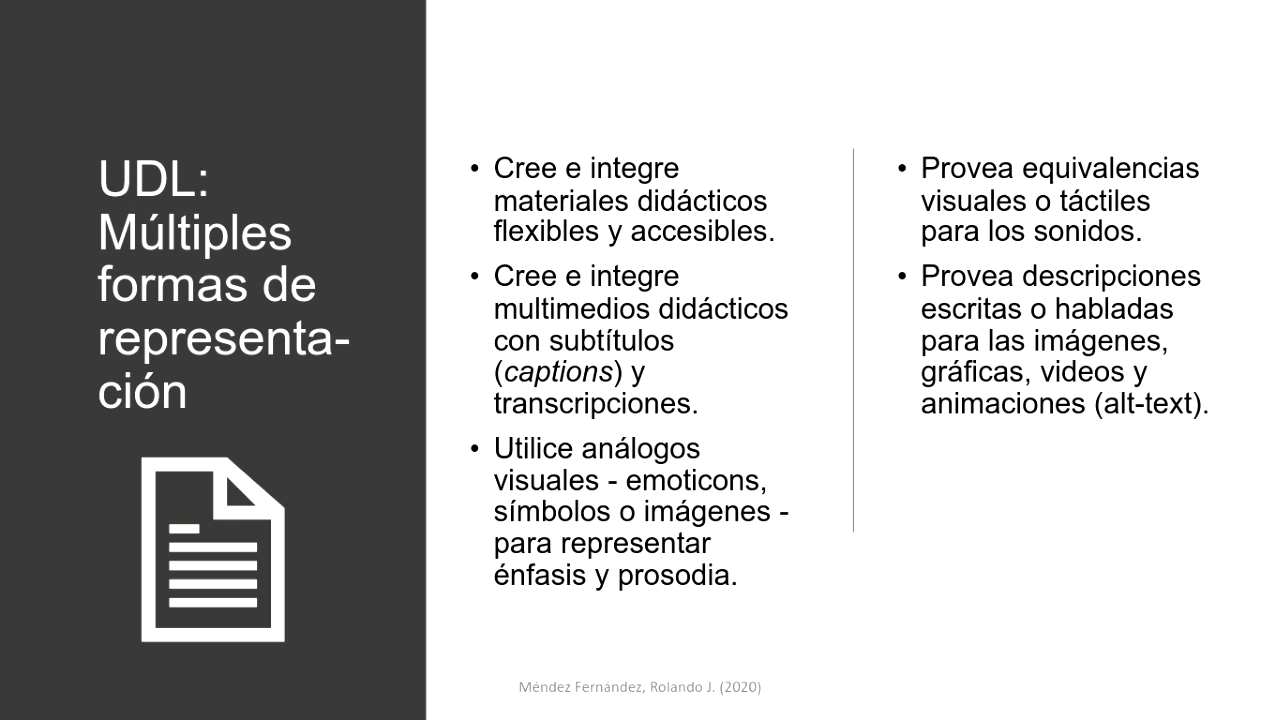 UDL:
Múltiples
formas de
representa-
ción
• Cree e integre
materiales didácticos
flexibles y accesibles.
• Cree e integre
multimedios didácticos
con subtítulos
(captions) y
transcripciones.
• Utilice análogos
visuales - emoticons,
símbolos o imágenes -
para representar
énfasis y prosodia.
• Provea equivalencias
visuales o táctiles
para los sonidos.
• Provea descripciones
escritas o habladas
para las imágenes,
gráficas, videos y
animaciones (alt-text).
Méndez Fernández, Rolando J. (2020)